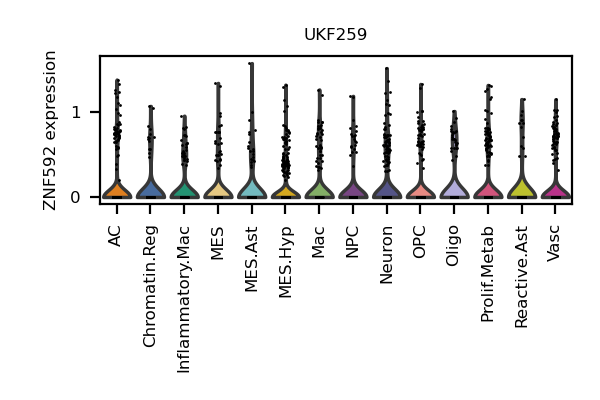 UKF259
ZNF592 expression
1
0
AC
Chromatin.Reg
Inflammatory.Mac
MES
MES.Ast
MES.Hyp
Mac
NPC
Neuron
OPC
Oligo
Prolif.Metab
Reactive.Ast
Vasc